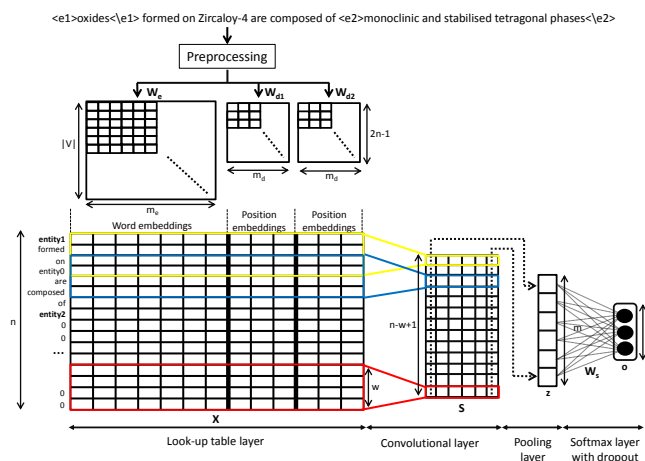 <e1>oxides<\e1> formed on Zircaloy-4 are composed of <e2>monoclinic and stabilised tetragonal phases<\e2>
Preprocessing
We Wd1 Wd2
|V| 2n-1
me md md
Word embeddings Position embeddings Position embeddings
entity1
formed
on
entity0
are
composed
of
entity2
0
0
...
0
0
n w n-w+1 m Ws o
X S z
Look-up table layer Convolutional layer Pooling layer Softmax layer with dropout